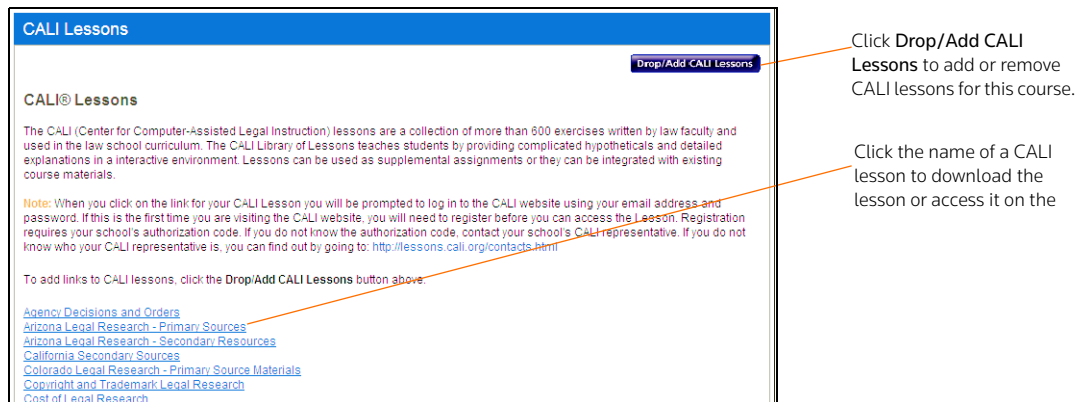 CALI Lessons
Drop/Add CALI Lessons
CALI® Lessons
The CALI (Center for Computer-Assisted Legal Instruction) lessons are a collection of more than 600 exercises written by law faculty and
used in the law school curriculum. The CALI Library of Lessons teaches students by providing complicated hypotheticals and detailed
explanations in a interactive environment. Lessons can be used as supplemental assignments or they can be integrated with existing
course materials.
Note: When you click on the link for your CALI Lesson you will be prompted to log in to the CALI website using your email address and
password. If this is the first time you are visiting the CALI website, you will need to register before you can access the Lesson. Registration
requires your school's authorization code. If you do not know the authorization code, contact your school's CALI representative. If you do not
know who your CALI representative is, you can find out by going to: http://lessons.cali.org/contacts.html
To add links to CALI lessons, click the Drop/Add CALI Lessons button above.
Agency Decisions and Orders
Arizona Legal Research - Primary Sources
Arizona Legal Research - Secondary Resources
California Secondary Sources
Colorado Legal Research - Primary Source Materials
Copyright and Trademark Legal Research
Cost of Legal Research
Click Drop/Add CALI
Lessons to add or remove
CALI lessons for this course.
Click the name of a CALI
lesson to download the
lesson or access it on the